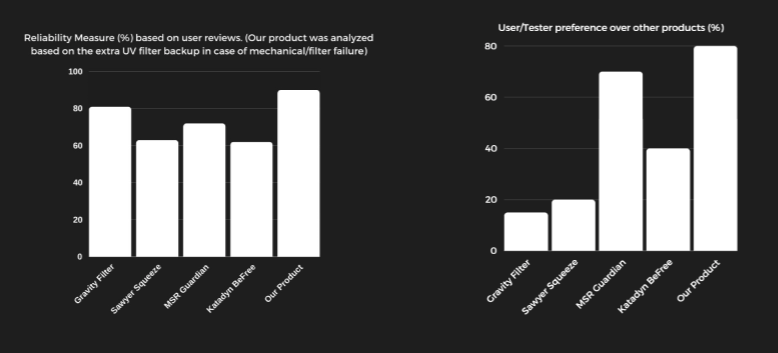 Reliability Measure (%) based on user reviews. (Our product was analyzed
based on the extra UV filter backup in case of mechanical/filter failure)
100
80
60
40
20
0
Gravity Filter
Sawyer Squeeze
MSR Guardian
Katadyn BeFree
Our Product
User/Tester preference over other products (%)
80
60
40
20
0
Gravity Filter
Sawyer Squeeze
MSR Guardian
Katadyn BeFree
Our Product